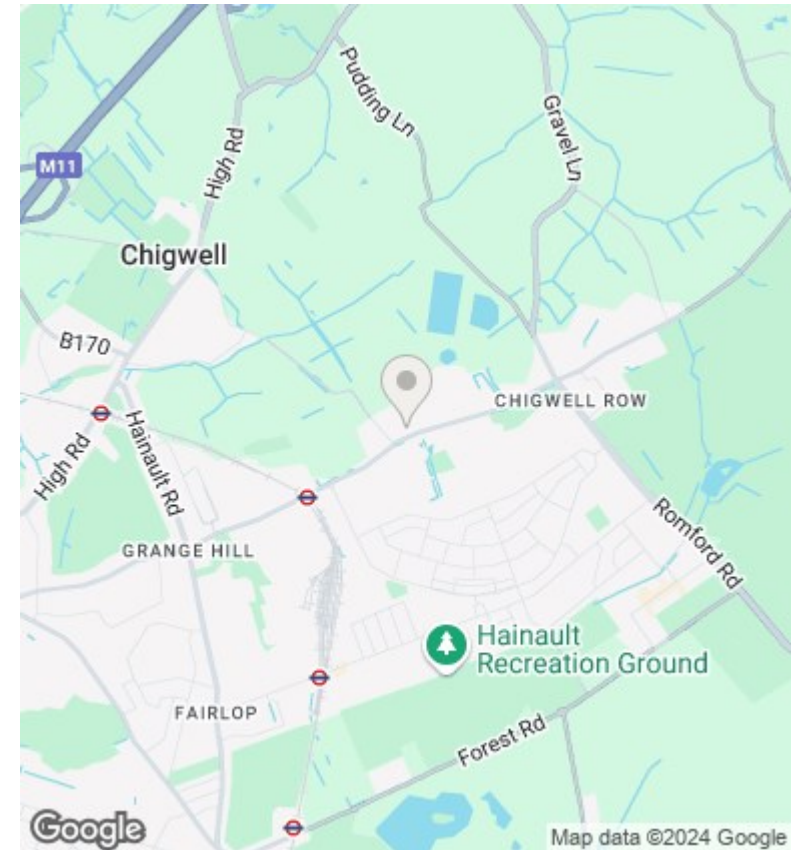 Pudding Ln
Gravel Ln
High Rd
M11
Chigwell
B170
CHIGWELL ROW
Hainault Rd
High Rd
Romford Rd
GRANGE HILL
Hainault
Recreation Ground
FAIRLOP
Forest Rd
Google
Map data ©2024 Google